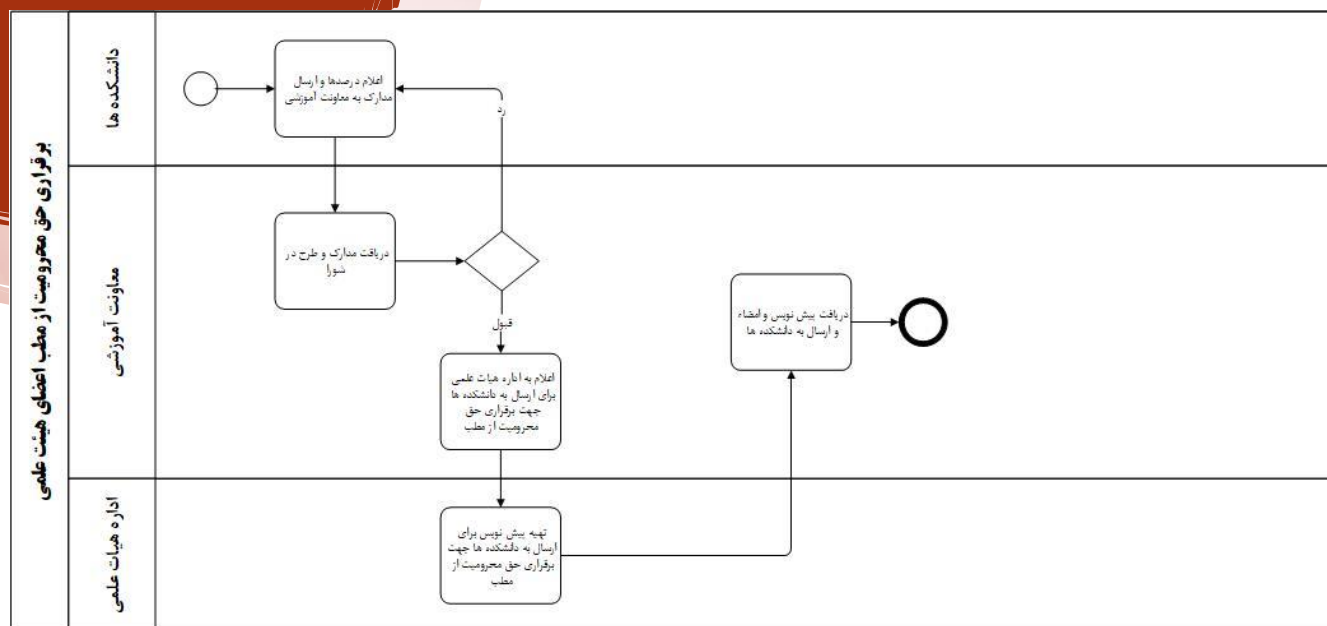 برقراری حق محرومیت از مطب اعضای هیئت علمی
دانشکده ها
اعلام درصدها و ارسال
مدارک به معاونت آموزشی
رد
معاونت آموزشی
دریافت مدارک و طرح در
شورا
قبول
اعلام به اداره هیات علمی
برای ارسال به دانشکده ها
جهت برقراری حق
محرومیت از مطب
دریافت پیش نویس و امضاء
و ارسال به دانشکده ها
اداره هیات علمی
تهیه پیش نویس برای
ارسال به دانشکده ها جهت
برقراری حق محرومیت از
مطب